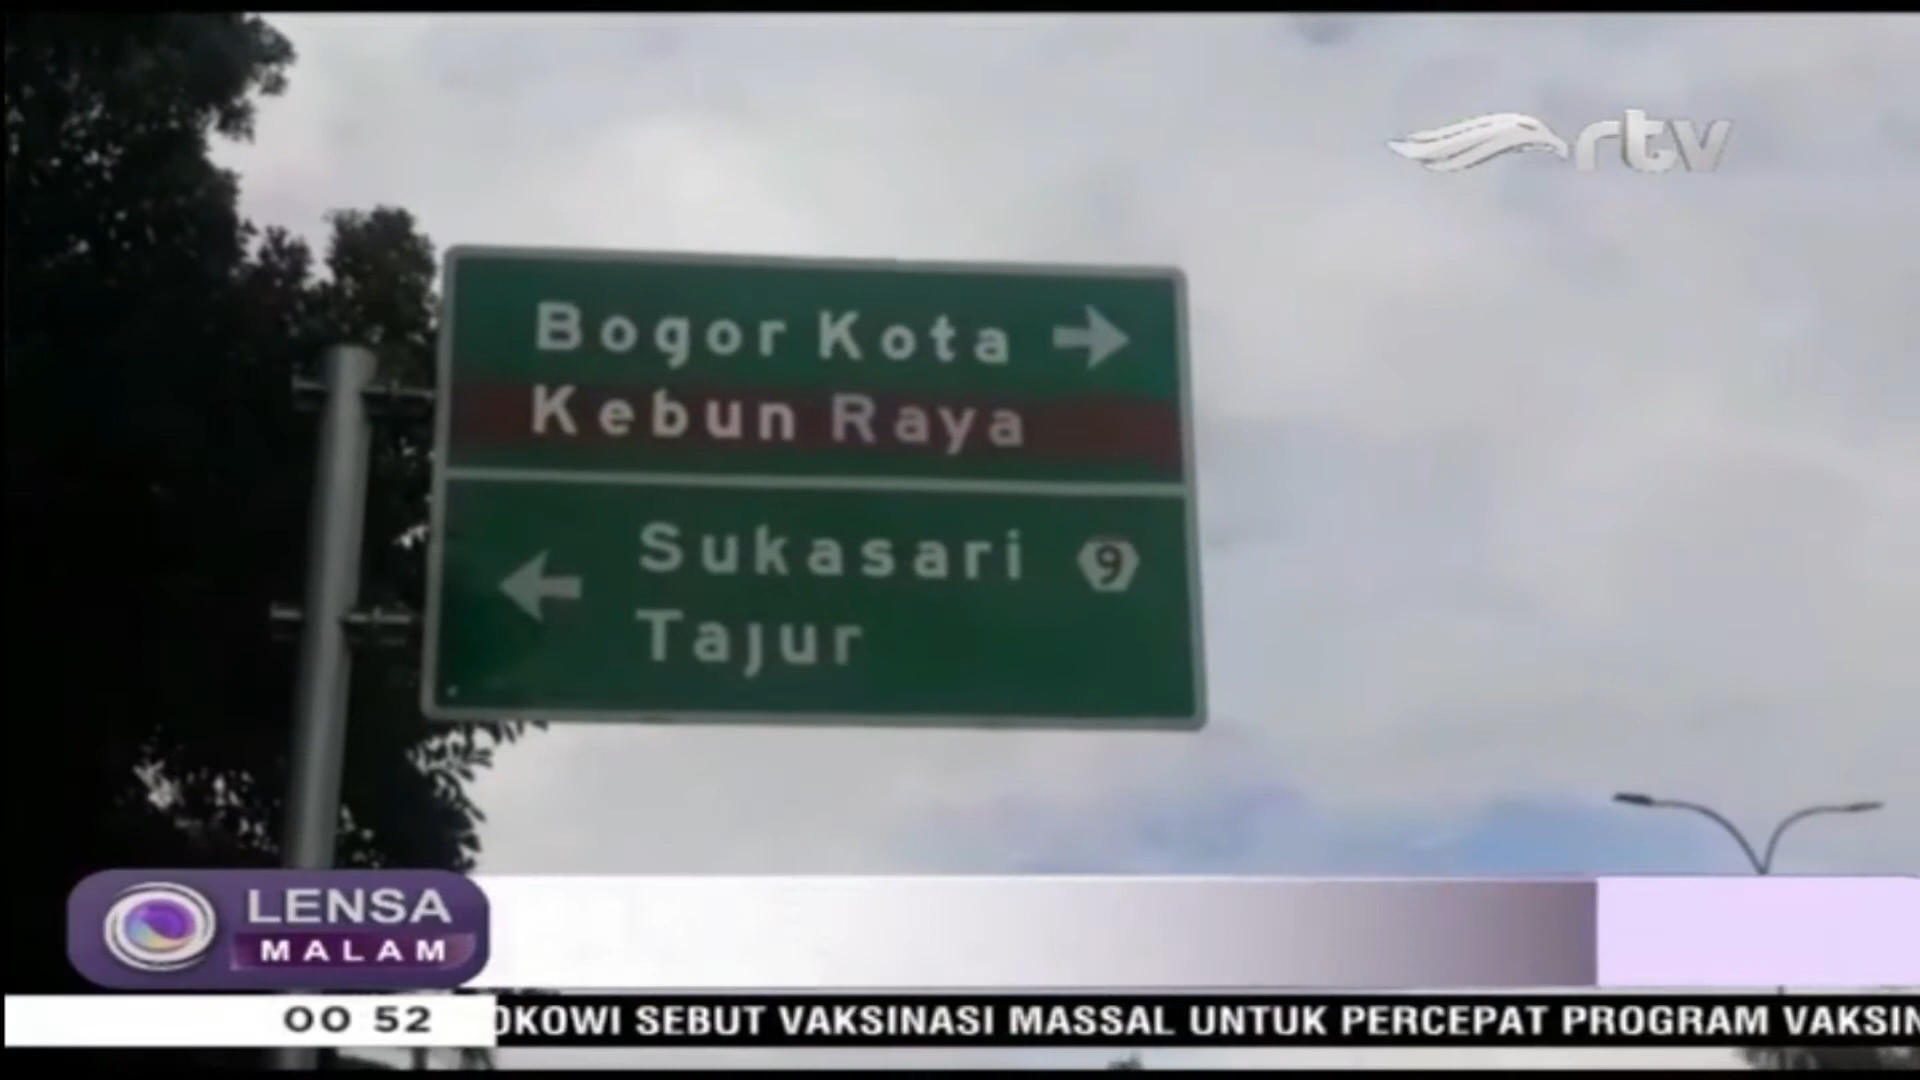 rtv
Bogor Kota
Kebun Raya
Sukasari 9
Tajur
LENSA
MALAM
00 52
OKOWI SEBUT VAKSINASI MASSAL UNTUK PERCEPAT PROGRAM VAKSIN